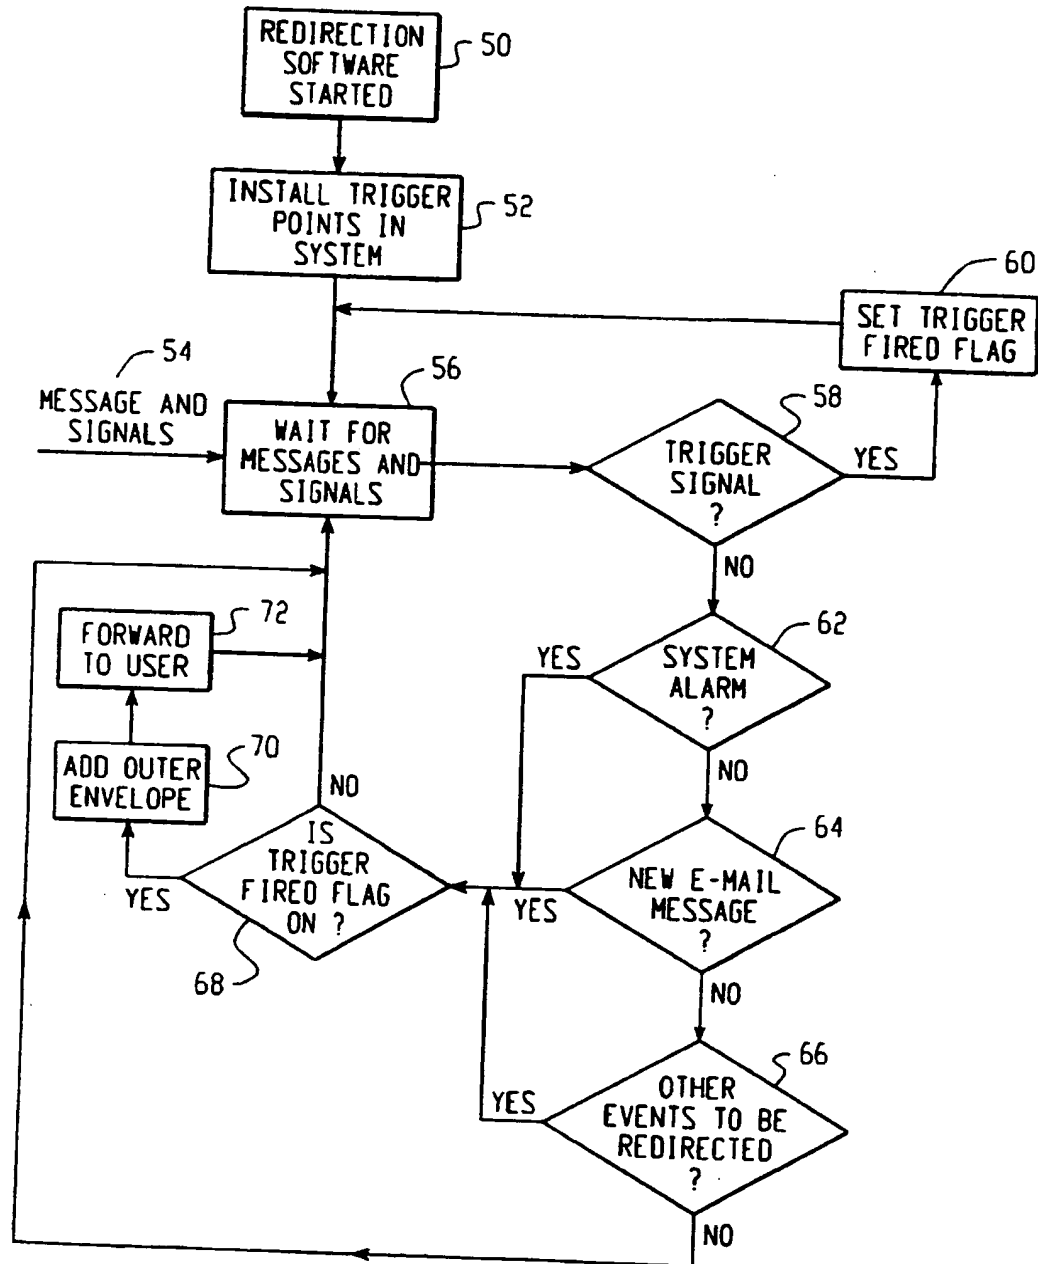 REDIRECTION
SOFTWARE
STARTED
50
INSTALL TRIGGER
POINTS IN
SYSTEM
52
60
SET TRIGGER
FIRED FLAG
54
MESSAGE AND
SIGNALS
56
WAIT FOR
MESSAGES AND
SIGNALS
58
TRIGGER
SIGNAL
?
YES
NO
62
SYSTEM
ALARM
?
YES
NO
72
FORWARD
TO USER
70
ADD OUTER
ENVELOPE
NO
IS
TRIGGER
FIRED FLAG
ON ?
YES
68
64
NEW E-MAIL
MESSAGE
?
YES
NO
66
OTHER
EVENTS TO BE
REDIRECTED
?
YES
NO